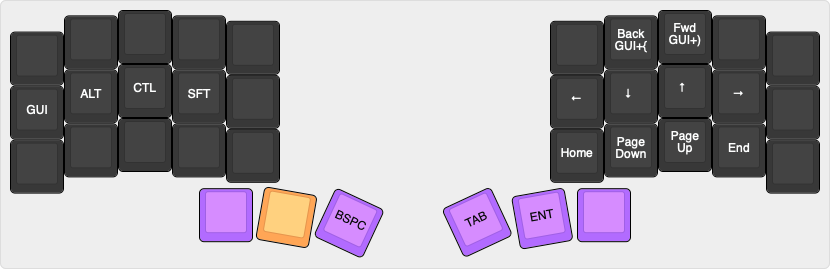 Back
GUI+{
Fwd
GUI+)
GUI
ALT
CTL
SFT
←
↓
↑
→
Home
Page
Down
Page
Up
End
BSPC
TAB
ENT